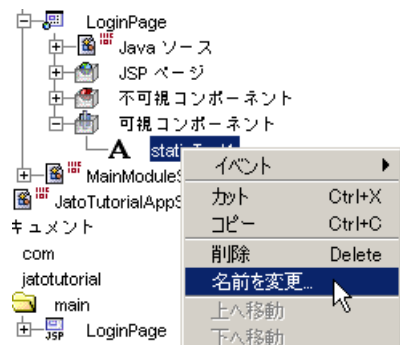 LoginPage
Java ソース
JSP ページ
不可視コンポーネント
可視コンポーネント
A
MainModuleS
JatoTutorialAppS
キュメント
com
jatotutorial
main
JSP LoginPage
イベント
カット Ctrl+X
コピー Ctrl+C
削除 Delete
名前を変更...
上へ移動
下へ移動